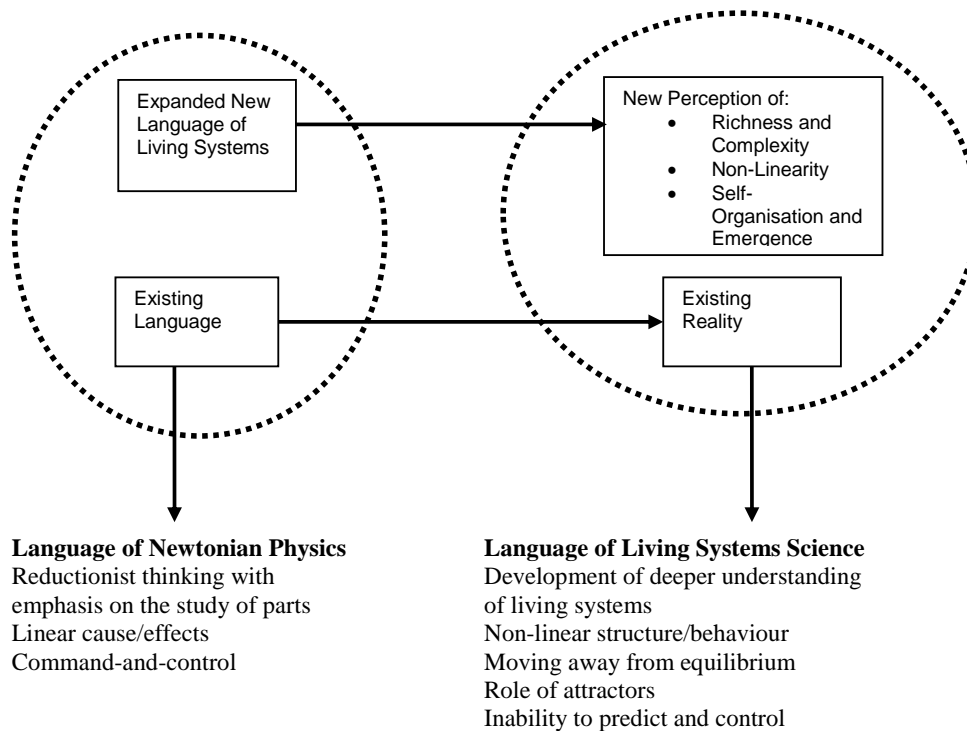 Expanded New
Language of
Living Systems
New Perception of:
• Richness and
Complexity
• Non-Linearity
• Self-
Organisation and
Emergence
Existing
Language
Existing
Reality
Language of Newtonian Physics
Reductionist thinking with
emphasis on the study of parts
Linear cause/effects
Command-and-control
Language of Living Systems Science
Development of deeper understanding
of living systems
Non-linear structure/behaviour
Moving away from equilibrium
Role of attractors
Inability to predict and control